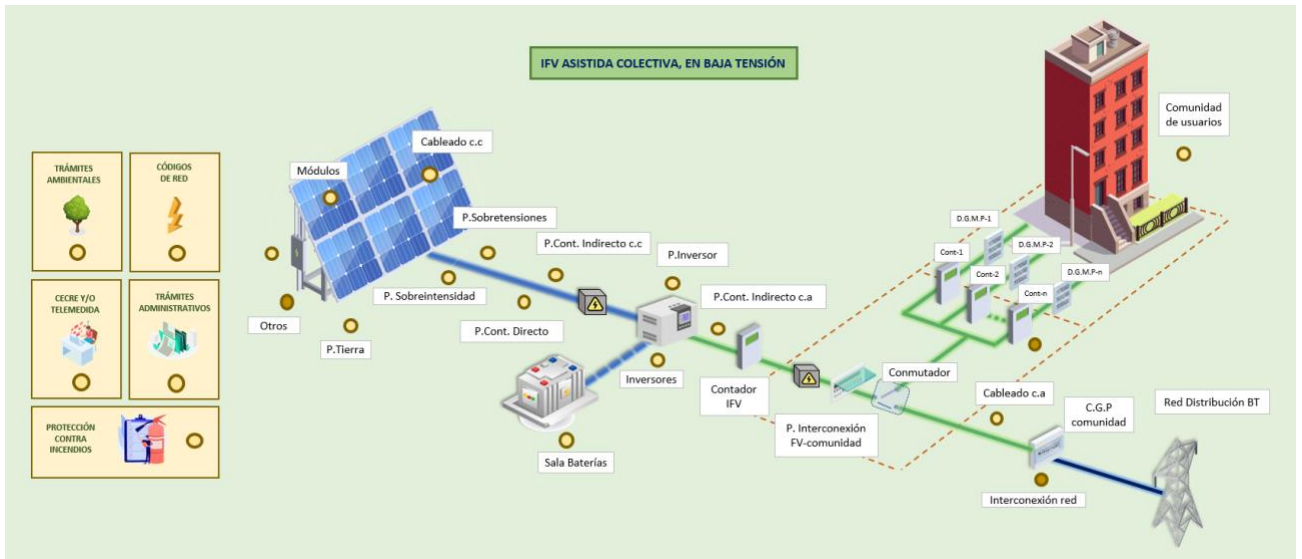 IFV ASISTIDA COLECTIVA, EN BAJA TENSIÓN
TRÁMITES
AMBIENTALES
CÓDIGOS
DE RED
CECRE Y/O
TELEMEDIDA
TRÁMITES
ADMINISTRATIVOS
PROTECCIÓN
CONTRA
INCENDIOS
Módulos
Cableado c.c
P.Sobretensiones
P.Cont. Indirecto c.c
P.Inversor
P.Cont. Indirecto c.a
P. Sobreintensidad
P.Cont. Directo
Otros
P.Tierra
Inversores
Sala Baterías
Contador
IFV
P. Interconexión
FV-comunidad
Conmutador
Cableado c.a
C.G.P
comunidad
Interconexión red
Red Distribución BT
Comunidad
de usuarios
D.G.M.P-1
D.G.M.P-2
D.G.M.P-n
Cont-1
Cont-2
Cont-n